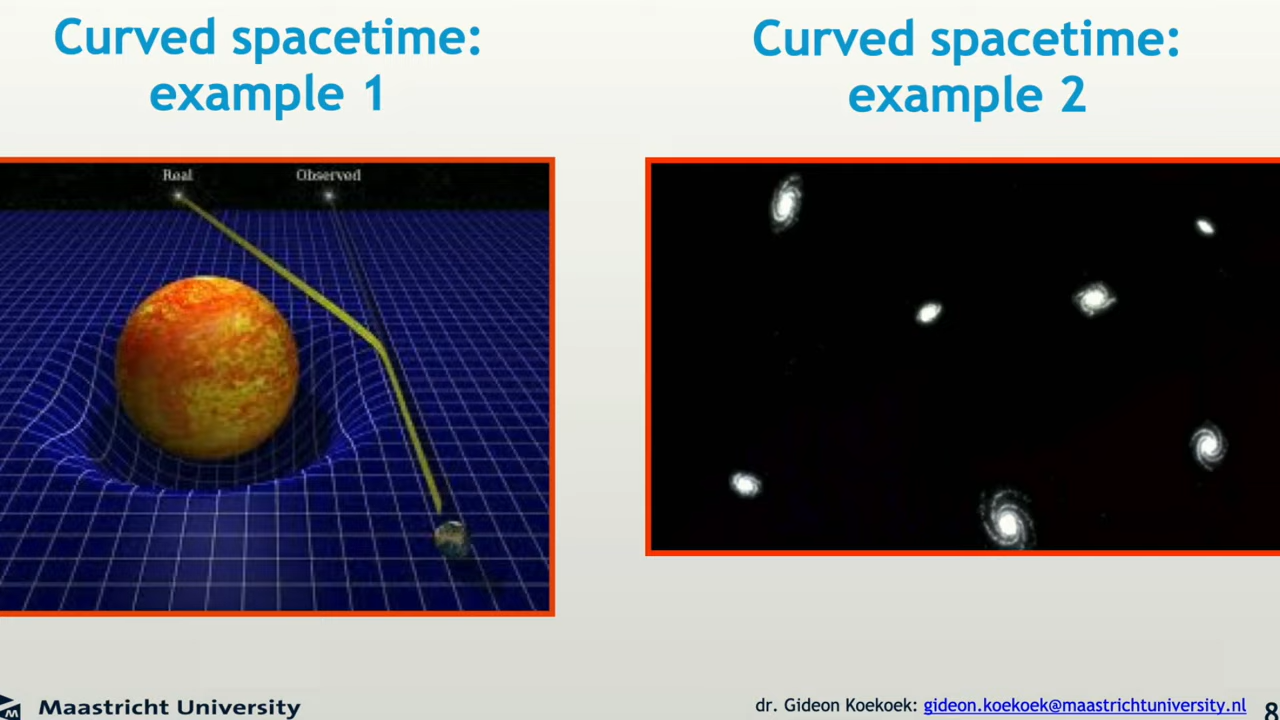 Curved spacetime:
example 1
Curved spacetime:
example 2
Real
Observed
Maastricht University
dr. Gideon Koekoek: gideon.koekoek@maastrichtuniversity.nl
8